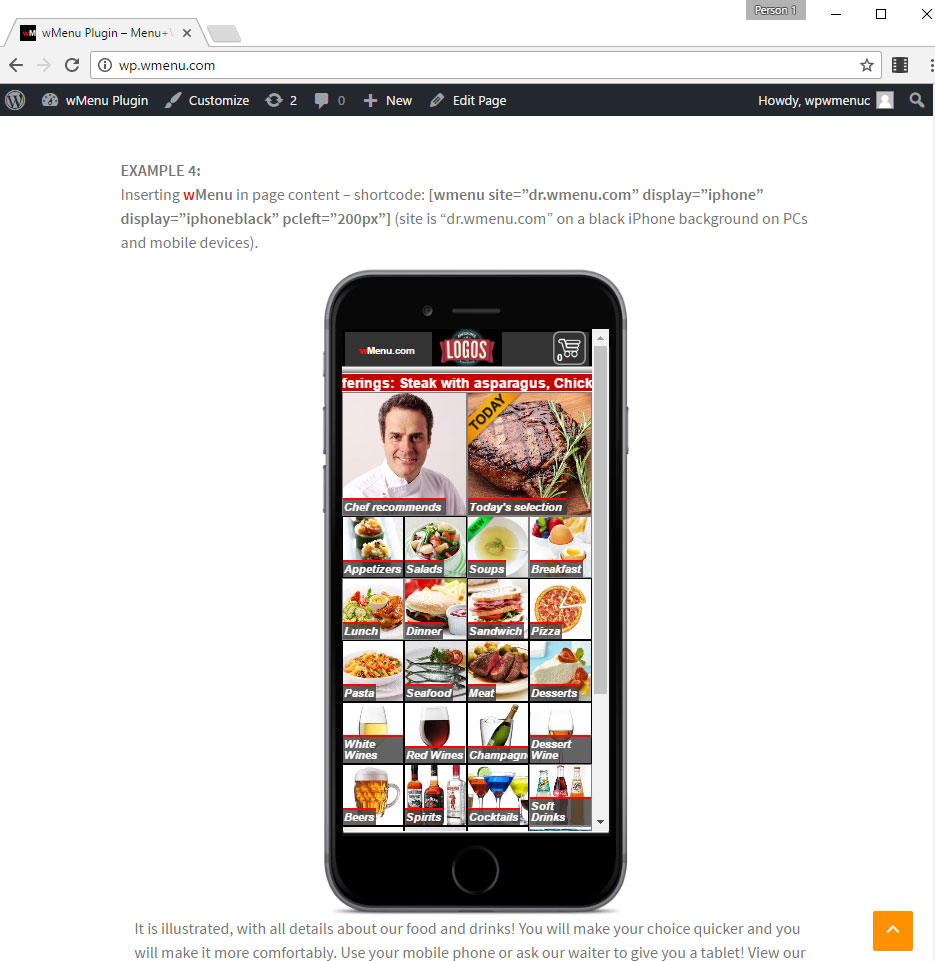 Person 1
wM wMenu Plugin – Menu+
wp.wmenu.com
wMenu Plugin Customize 2 0 New Edit Page Howdy, wpwmenuc
EXAMPLE 4:
Inserting wMenu in page content – shortcode: [wmenu site=”dr.wmenu.com” display=”iphone”
display=”iphoneblack” pcleft=”200px”] (site is “dr.wmenu.com” on a black iPhone background on PCs
and mobile devices).
wMenu.com LOGOS 0
ferings: Steak with asparagus, Chick
TODAY
Chef recommends Today's selection
NEW
Appetizers Salads Soups Breakfast
Lunch Dinner Sandwich Pizza
Pasta Seafood Meat Desserts
White
Wines Red Wines Champagn Dessert
Wine
Beers Spirits Cocktails Soft
Drinks
It is illustrated, with all details about our food and drinks! You will make your choice quicker and you
will make it more comfortably. Use your mobile phone or ask our waiter to give you a tablet! View our